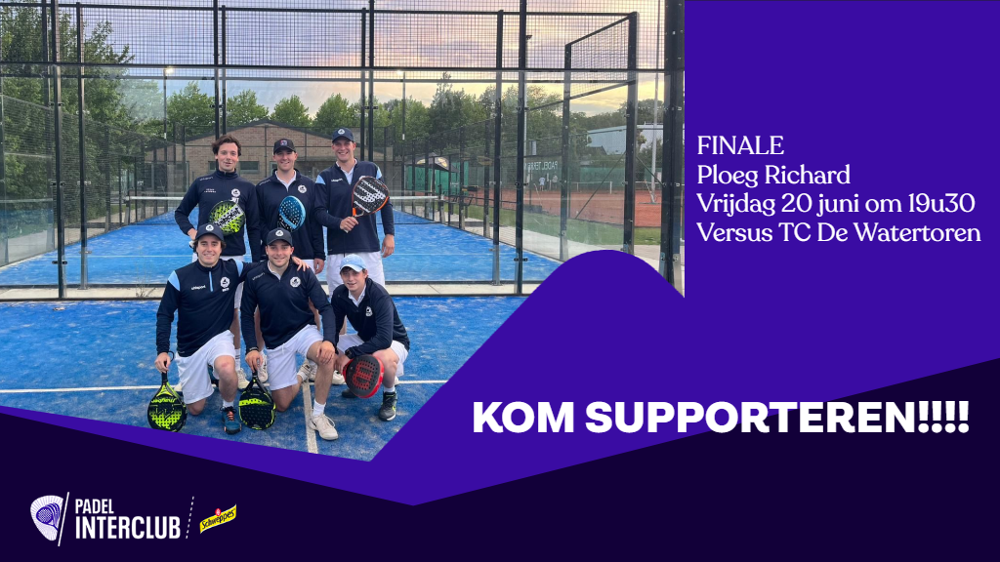 FINALE
Ploeg Richard
Vrijdag 20 juni om 19u30
Versus TC De Watertoren
KOM SUPPORTEREN!!!!
PADEL
INTERCLUB
Schweppes